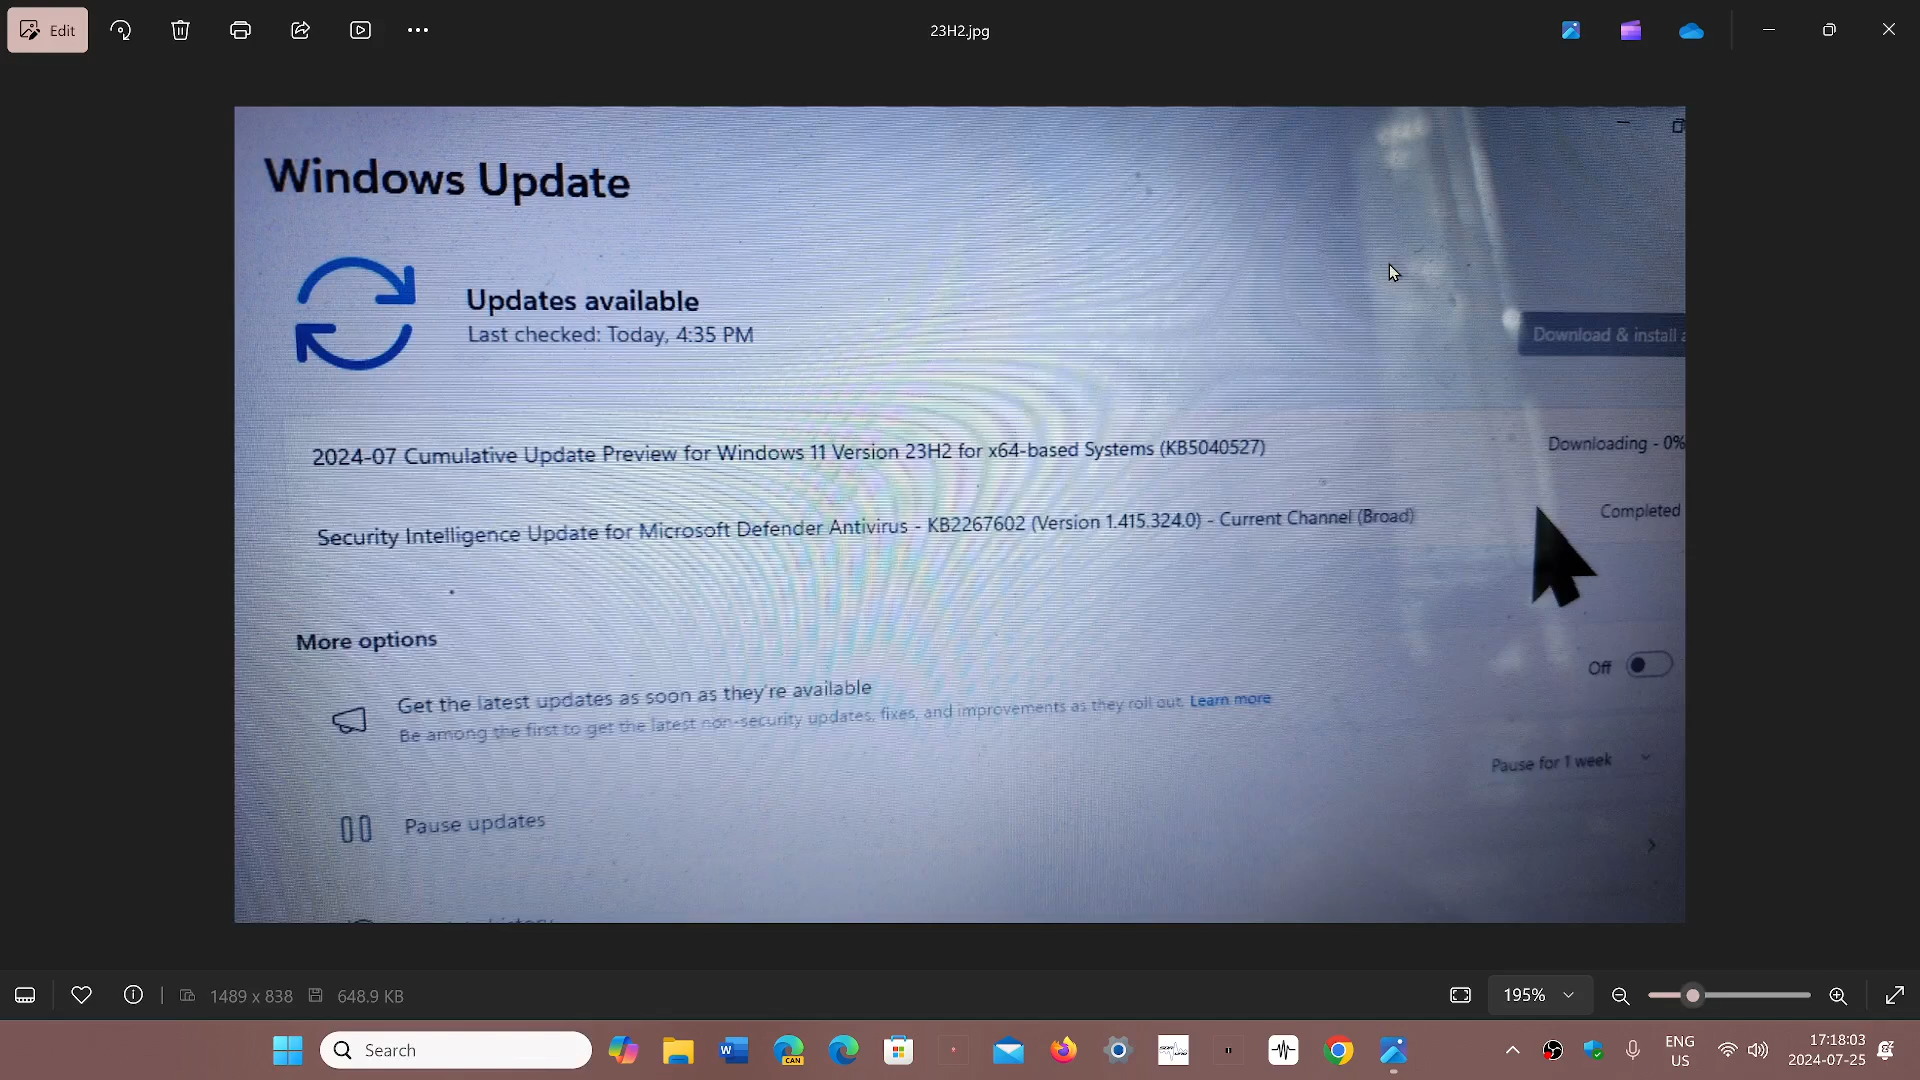 Edit
23H2.jpg
Windows Update
Updates available
Last checked: Today, 4:35 PM
Download & install
2024-07 Cumulative Update Preview for Windows 11 Version 23H2 for x64-based Systems (KB5040527)
Downloading - 0%
Security Intelligence Update for Microsoft Defender Antivirus - KB2267602 (Version 1.415.324.0) - Current Channel (Broad)
Completed
More options
Get the latest updates as soon as they're available
Off
Be among the first to get the latest non-security updates, fixes, and improvements as they roll out. Learn more
Pause updates
Pause for 1 week
1489 x 838
648.9 KB
195%
Search
CAN
ENG
US
17:18:03
2024-07-25